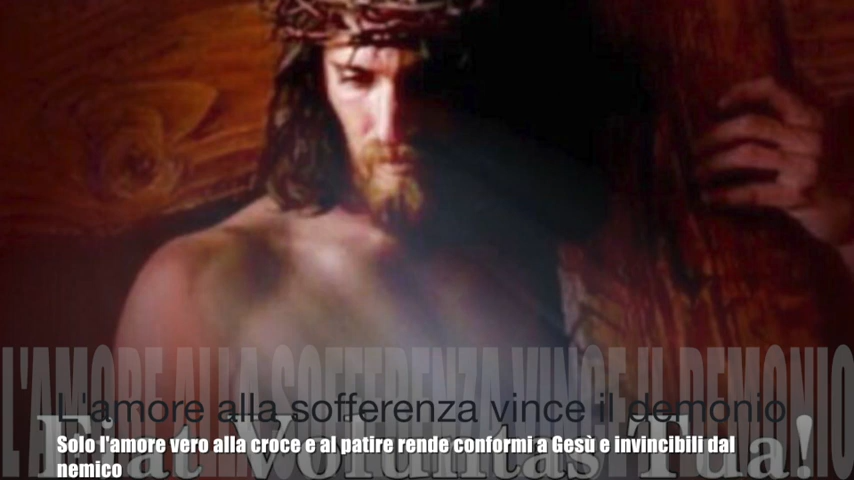 L'AMORE ALLA SOFFERENZA VINCE IL DEMONIO
L'amore alla sofferenza vince il demonio
Fiat Voluntas Tua!
Solo l'amore vero alla croce e al patire rende conformi a Gesù e invincibili dal
nemico